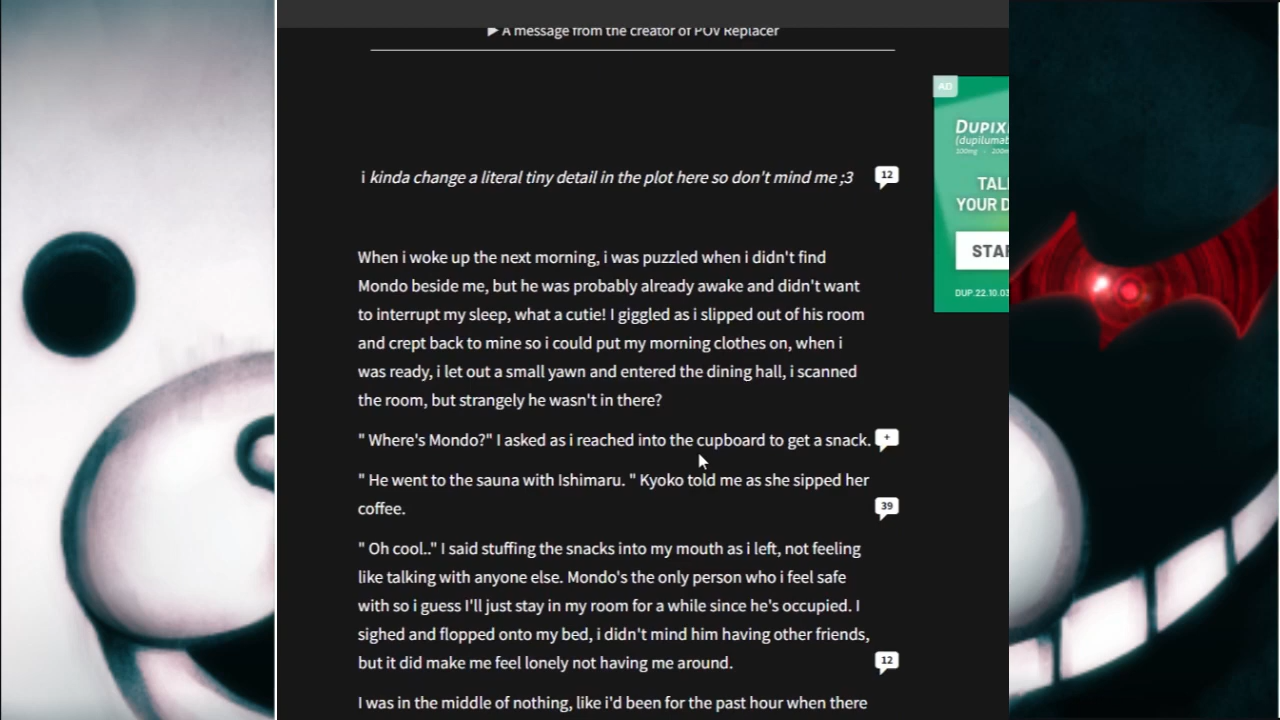 ▶ A message from the creator of POV Replacer
AD
i kinda change a literal tiny detail in the plot here so don't mind me ;3
12
DUPIX
(dupilumat
TAL
YOUR D
STAR
DUP.22.10.03
When i woke up the next morning, i was puzzled when i didn't find
Mondo beside me, but he was probably already awake and didn't want
to interrupt my sleep, what a cutie! I giggled as i slipped out of his room
and crept back to mine so i could put my morning clothes on, when i
was ready, i let out a small yawn and entered the dining hall, i scanned
the room, but strangely he wasn't in there?
" Where's Mondo?" I asked as i reached into the cupboard to get a snack.
+
" He went to the sauna with Ishimaru. " Kyoko told me as she sipped her
coffee.
39
" Oh cool.." I said stuffing the snacks into my mouth as i left, not feeling
like talking with anyone else. Mondo's the only person who i feel safe
with so i guess I'll just stay in my room for a while since he's occupied. I
sighed and flopped onto my bed, i didn't mind him having other friends,
but it did make me feel lonely not having me around.
12
I was in the middle of nothing, like i'd been for the past hour when there